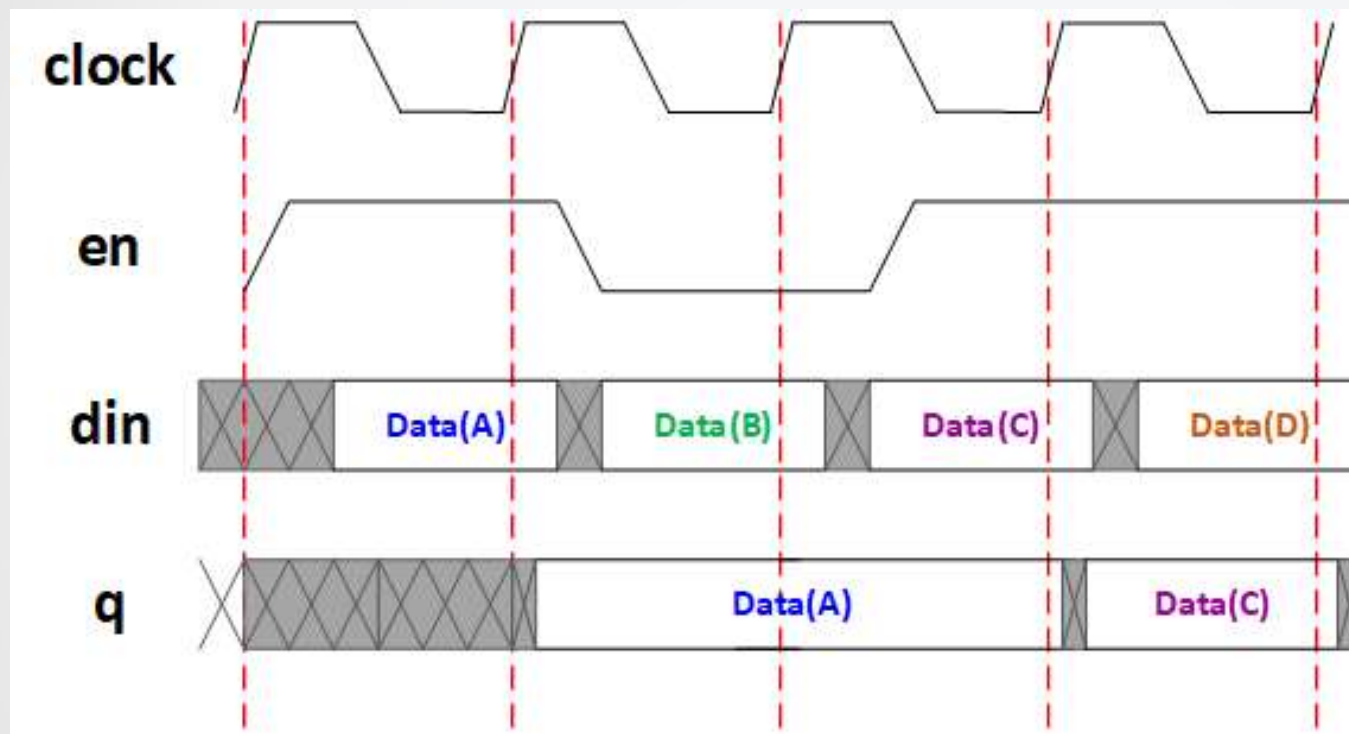 clock
en
din
Data(A)
Data(B)
Data(C)
Data(D)
q
Data(A)
Data(C)